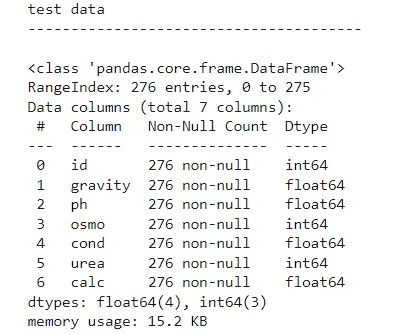 test data
----------------------------------------
<class 'pandas.core.frame.DataFrame'>
RangeIndex: 276 entries, 0 to 275
Data columns (total 7 columns):
 #   Column   Non-Null Count  Dtype
---  ------   --------------  -----
 0   id       276 non-null    int64
 1   gravity  276 non-null    float64
 2   ph       276 non-null    float64
 3   osmo     276 non-null    int64
 4   cond     276 non-null    float64
 5   urea     276 non-null    int64
 6   calc     276 non-null    float64
dtypes: float64(4), int64(3)
memory usage: 15.2 KB